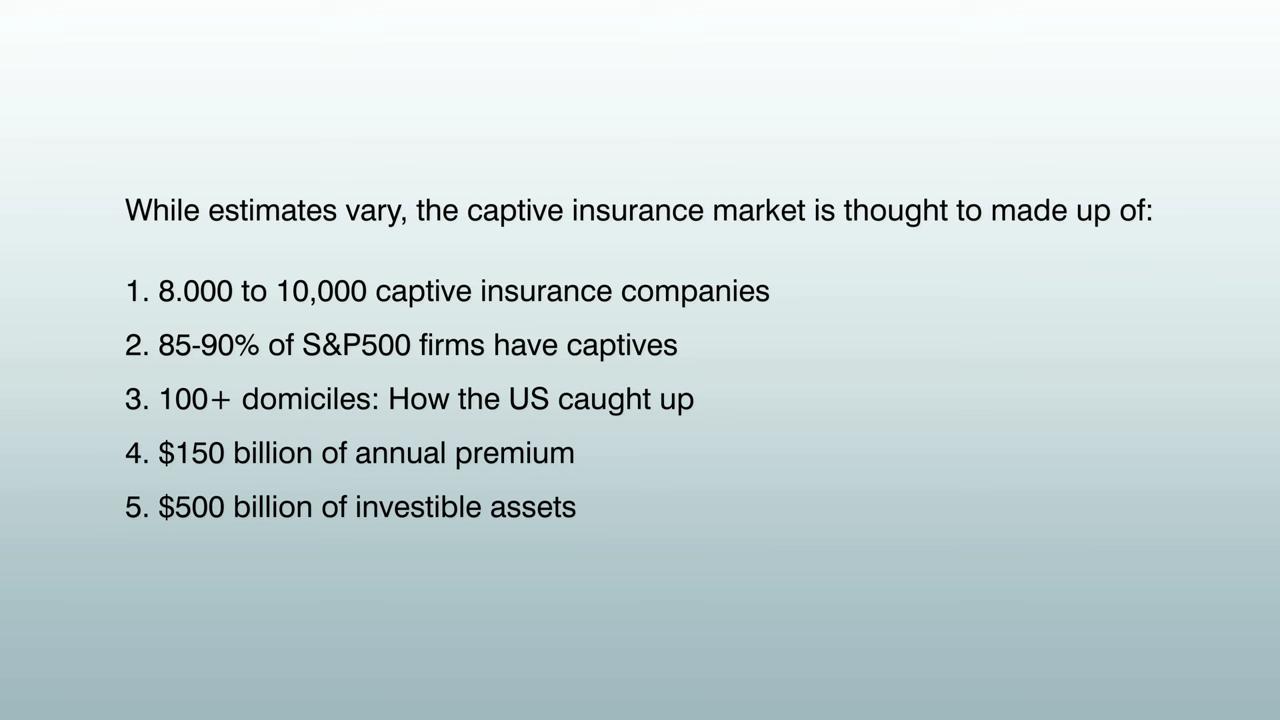 While estimates vary, the captive insurance market is thought to made up of:
1. 8.000 to 10,000 captive insurance companies
2. 85-90% of S&P500 firms have captives
3. 100+ domiciles: How the US caught up
4. $150 billion of annual premium
5. $500 billion of investible assets